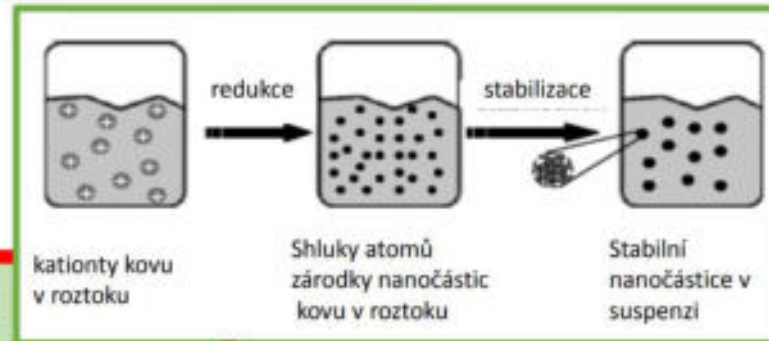 redukce
stabilizace
kationty kovu
v roztoku
Shluky atomů
zárodky nanočástic
kovu v roztoku
Stabilní
nanočástice v
suspenzi